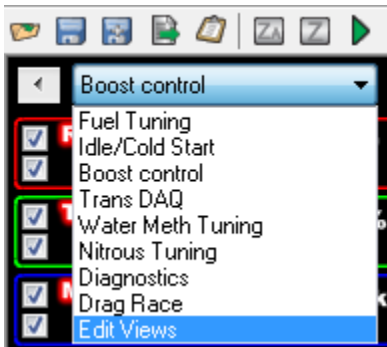 ZA Z
Boost control
Fuel Tuning
Idle/Cold Start
Boost control
Trans DAQ
Water Meth Tuning
Nitrous Tuning
Diagnostics
Drag Race
Edit Views